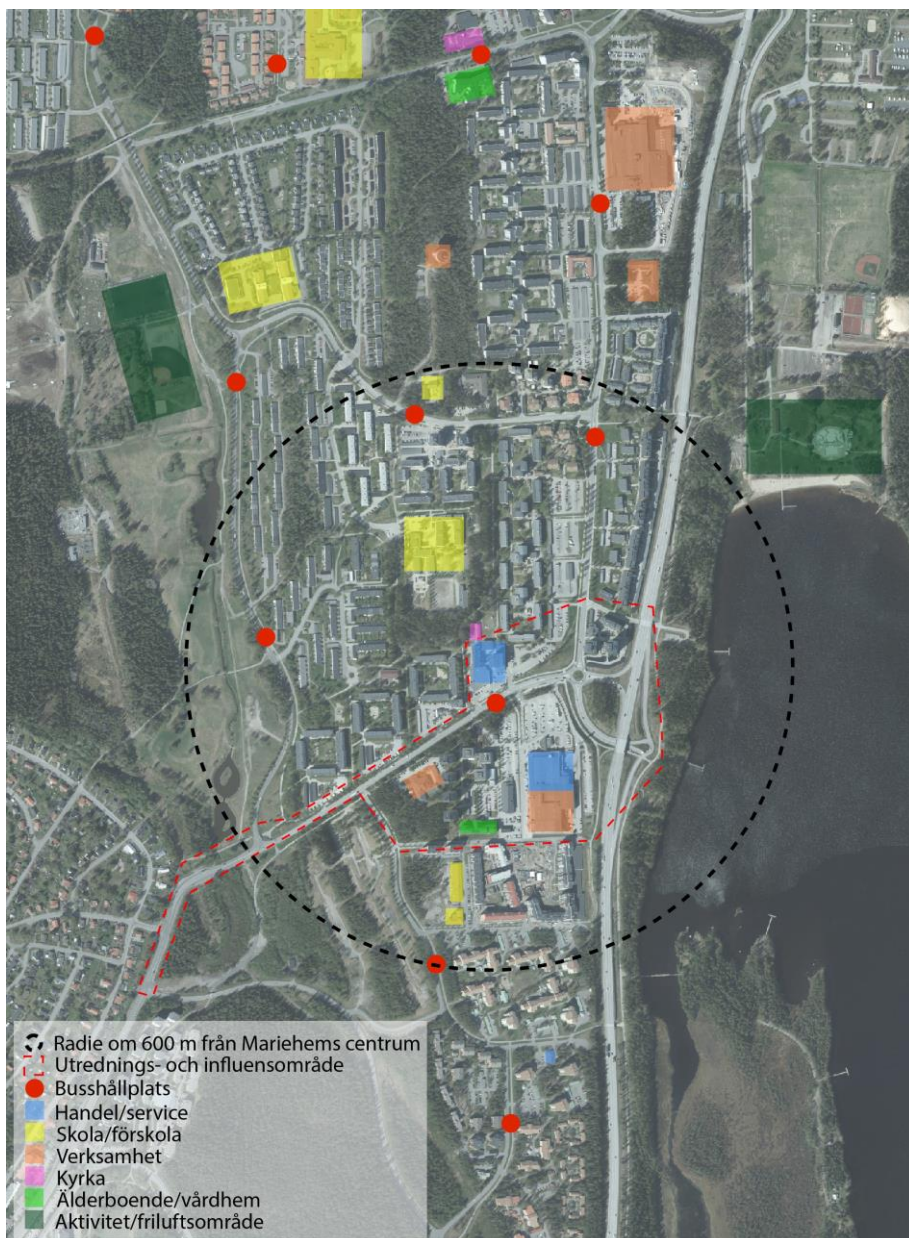 Radie om 600 m från Mariehems centrum
Utrednings- och influensområde
Busshållplats
Handel/service
Skola/förskola
Verksamhet
Kyrka
Älderboende/vårdhem
Aktivitet/friluftsområde